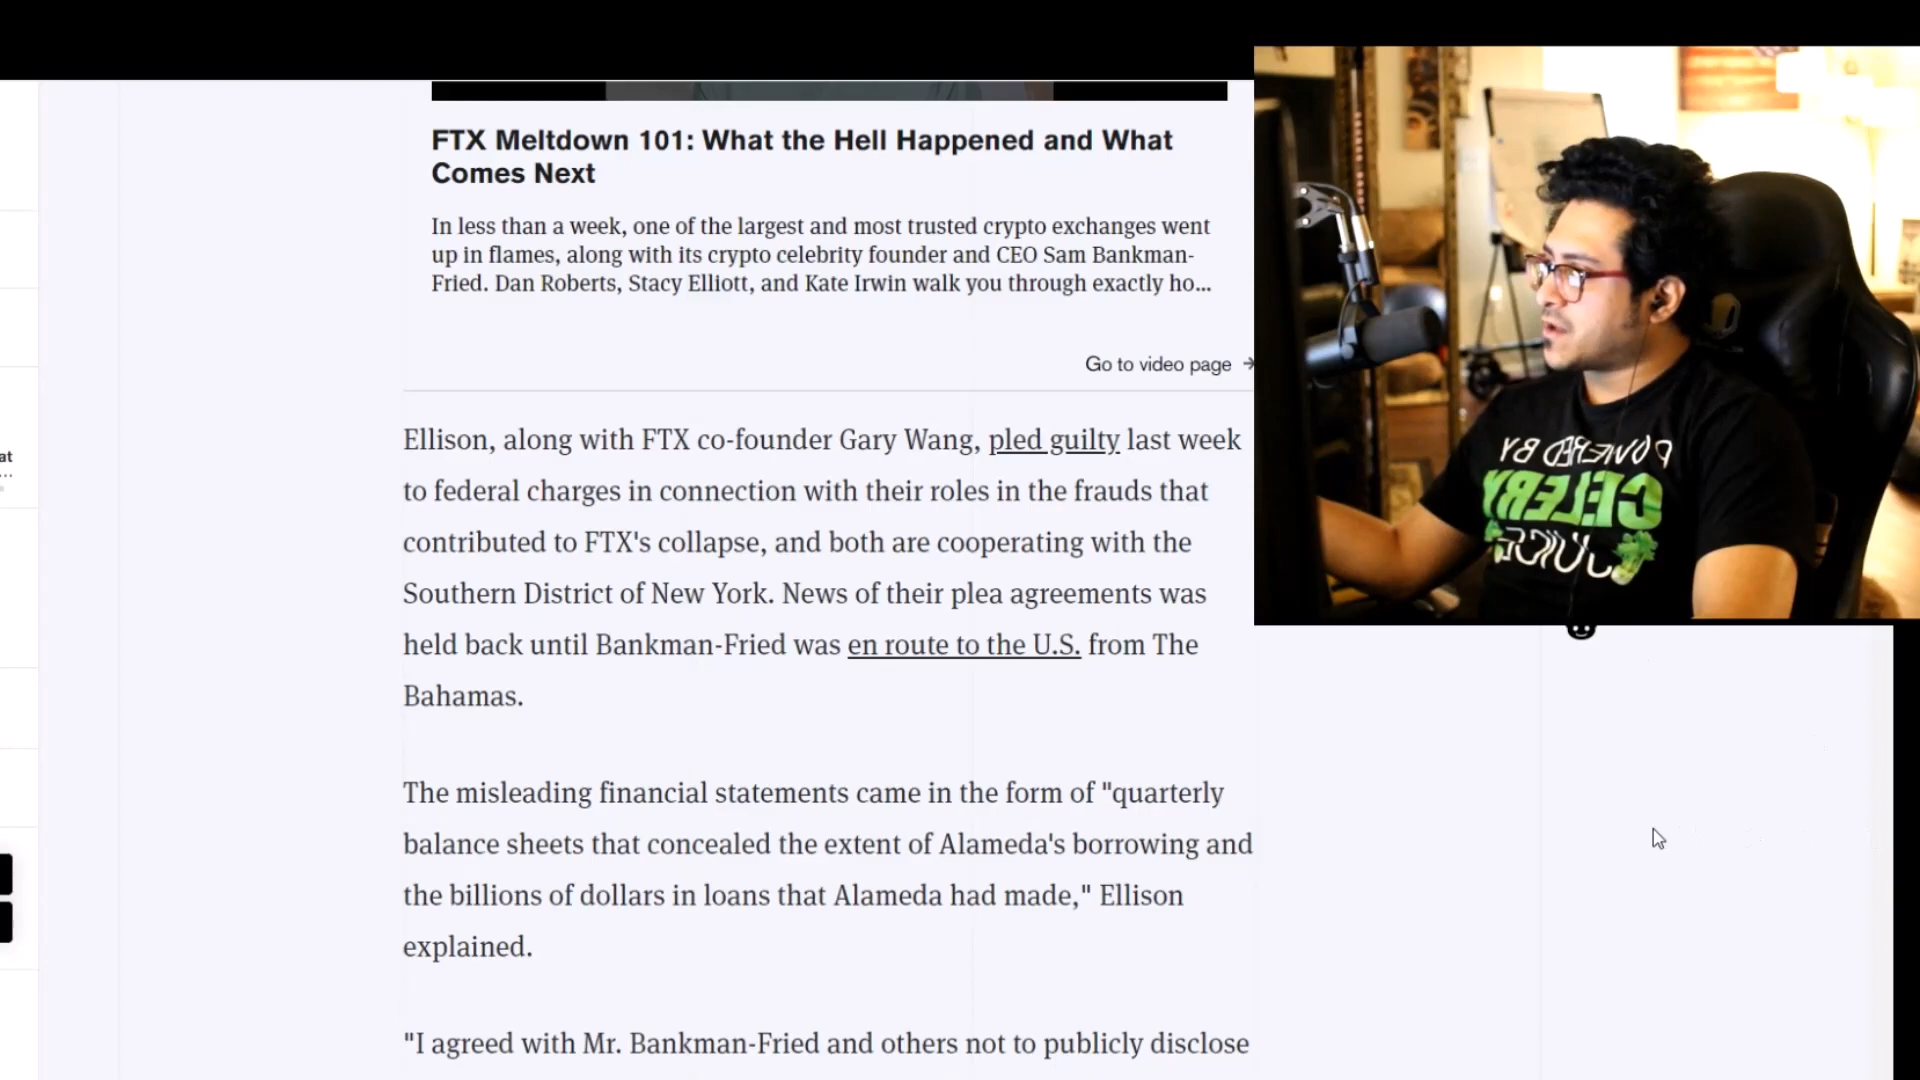 FTX Meltdown 101: What the Hell Happened and What
Comes Next
In less than a week, one of the largest and most trusted crypto exchanges went
up in flames, along with its crypto celebrity founder and CEO Sam Bankman-
Fried. Dan Roberts, Stacy Elliott, and Kate Irwin walk you through exactly ho...
Go to video page →
Ellison, along with FTX co-founder Gary Wang, pled guilty last week
to federal charges in connection with their roles in the frauds that
contributed to FTX's collapse, and both are cooperating with the
Southern District of New York. News of their plea agreements was
held back until Bankman-Fried was en route to the U.S. from The
Bahamas.
The misleading financial statements came in the form of "quarterly
balance sheets that concealed the extent of Alameda's borrowing and
the billions of dollars in loans that Alameda had made," Ellison
explained.
"I agreed with Mr. Bankman-Fried and others not to publicly disclose
at
...
POWERED BY
CELERY
JUICE